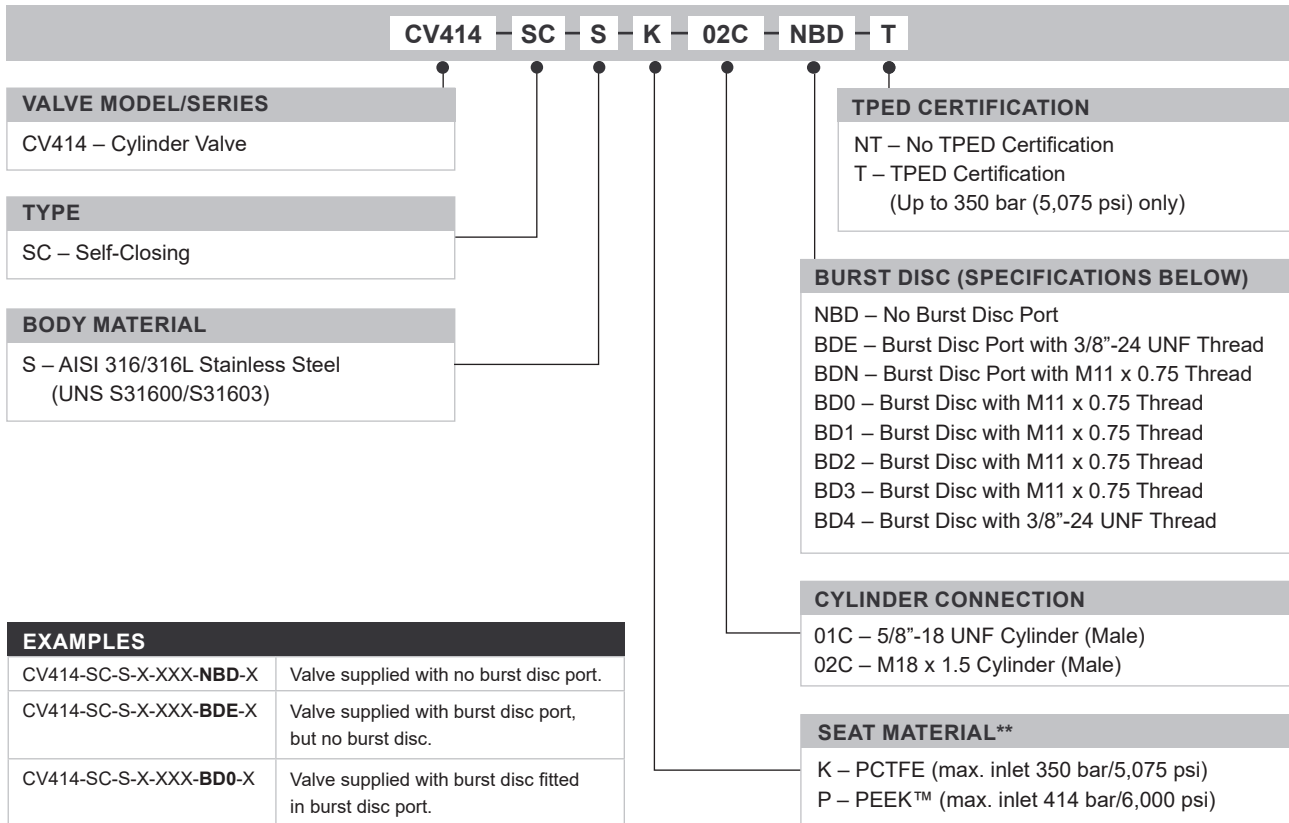 CV414 – SC – S – K – 02C – NBD – T
VALVE MODEL/SERIES
CV414 – Cylinder Valve
TYPE
SC – Self-Closing
BODY MATERIAL
S – AISI 316/316L Stainless Steel
(UNS S31600/S31603)
TPED CERTIFICATION
NT – No TPED Certification
T – TPED Certification
(Up to 350 bar (5,075 psi) only)
BURST DISC (SPECIFICATIONS BELOW)
NBD – No Burst Disc Port
BDE – Burst Disc Port with 3/8”-24 UNF Thread
BDN – Burst Disc Port with M11 x 0.75 Thread
BD0 – Burst Disc with M11 x 0.75 Thread
BD1 – Burst Disc with M11 x 0.75 Thread
BD2 – Burst Disc with M11 x 0.75 Thread
BD3 – Burst Disc with M11 x 0.75 Thread
BD4 – Burst Disc with 3/8”-24 UNF Thread
CYLINDER CONNECTION
01C – 5/8”-18 UNF Cylinder (Male)
02C – M18 x 1.5 Cylinder (Male)
SEAT MATERIAL**
K – PCTFE (max. inlet 350 bar/5,075 psi)
P – PEEK™ (max. inlet 414 bar/6,000 psi)
EXAMPLES
CV414-SC-S-X-XXX-NBD-X Valve supplied with no burst disc port.
CV414-SC-S-X-XXX-BDE-X Valve supplied with burst disc port,
but no burst disc.
CV414-SC-S-X-XXX-BD0-X Valve supplied with burst disc fitted
in burst disc port.